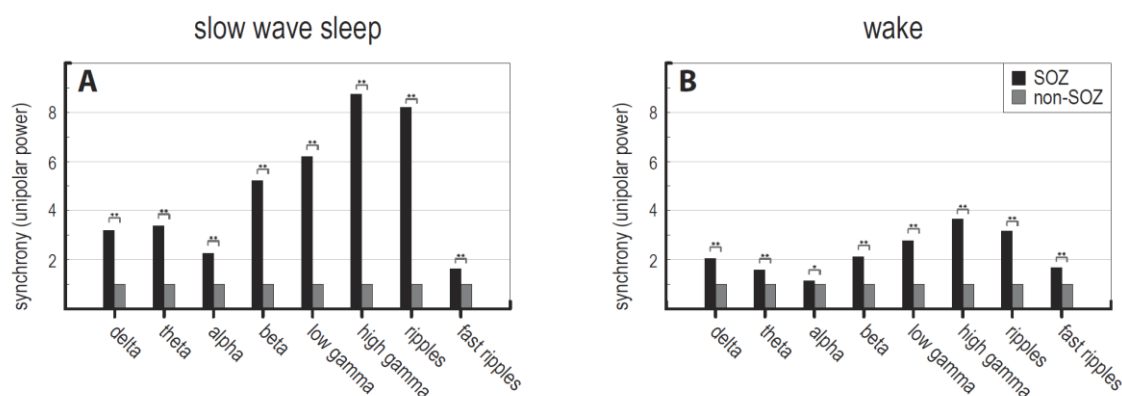 slow wave sleep
A
synchrony (unipolar power)
8
6
4
2
**
**
**
**
**
**
**
**
delta
theta
alpha
beta
low gamma
high gamma
ripples
fast ripples
wake
B
SOZ
non-SOZ
synchrony (unipolar power)
8
6
4
2
**
**
*
**
**
**
**
**
delta
theta
alpha
beta
low gamma
high gamma
ripples
fast ripples